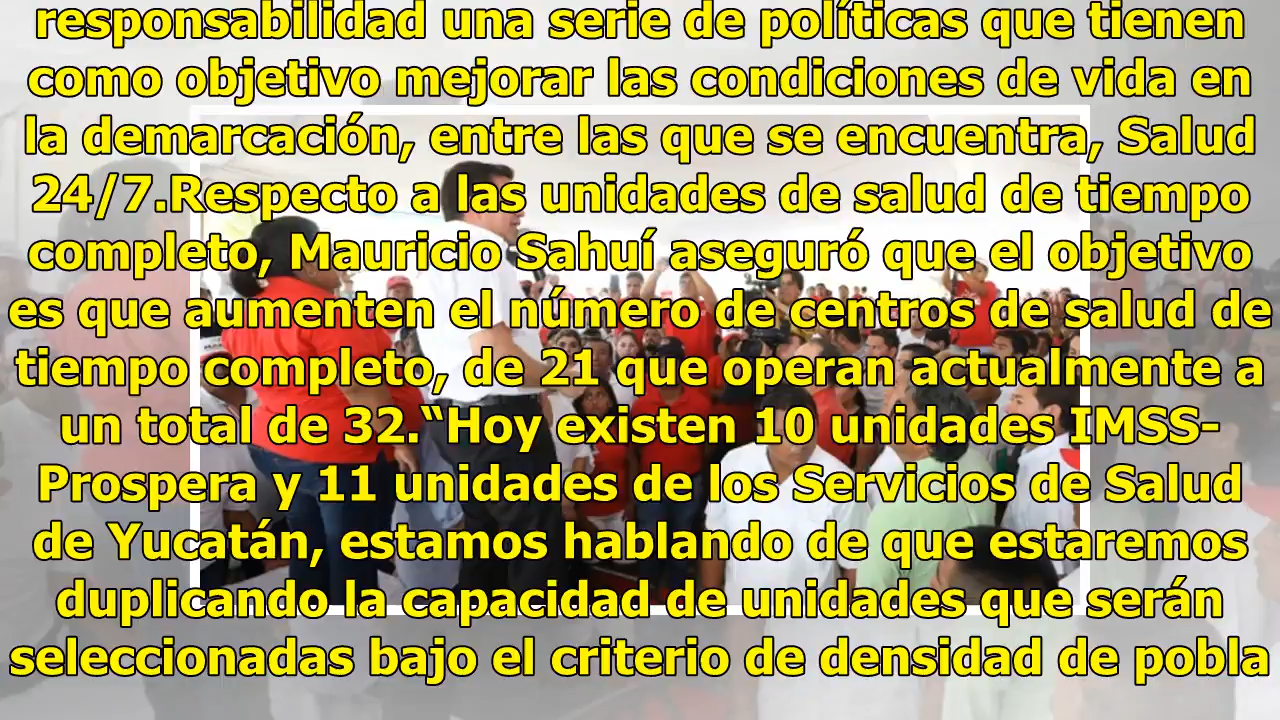 responsabilidad una serie de políticas que tienen
como objetivo mejorar las condiciones de vida en
la demarcación, entre las que se encuentra, Salud
24/7.Respecto a las unidades de salud de tiempo
completo, Mauricio Sahuí aseguró que el objetivo
es que aumenten el número de centros de salud de
tiempo completo, de 21 que operan actualmente a
un total de 32.“Hoy existen 10 unidades IMSS-
Prospera y 11 unidades de los Servicios de Salud
de Yucatán, estamos hablando de que estaremos
duplicando la capacidad de unidades que serán
seleccionadas bajo el criterio de densidad de pobla